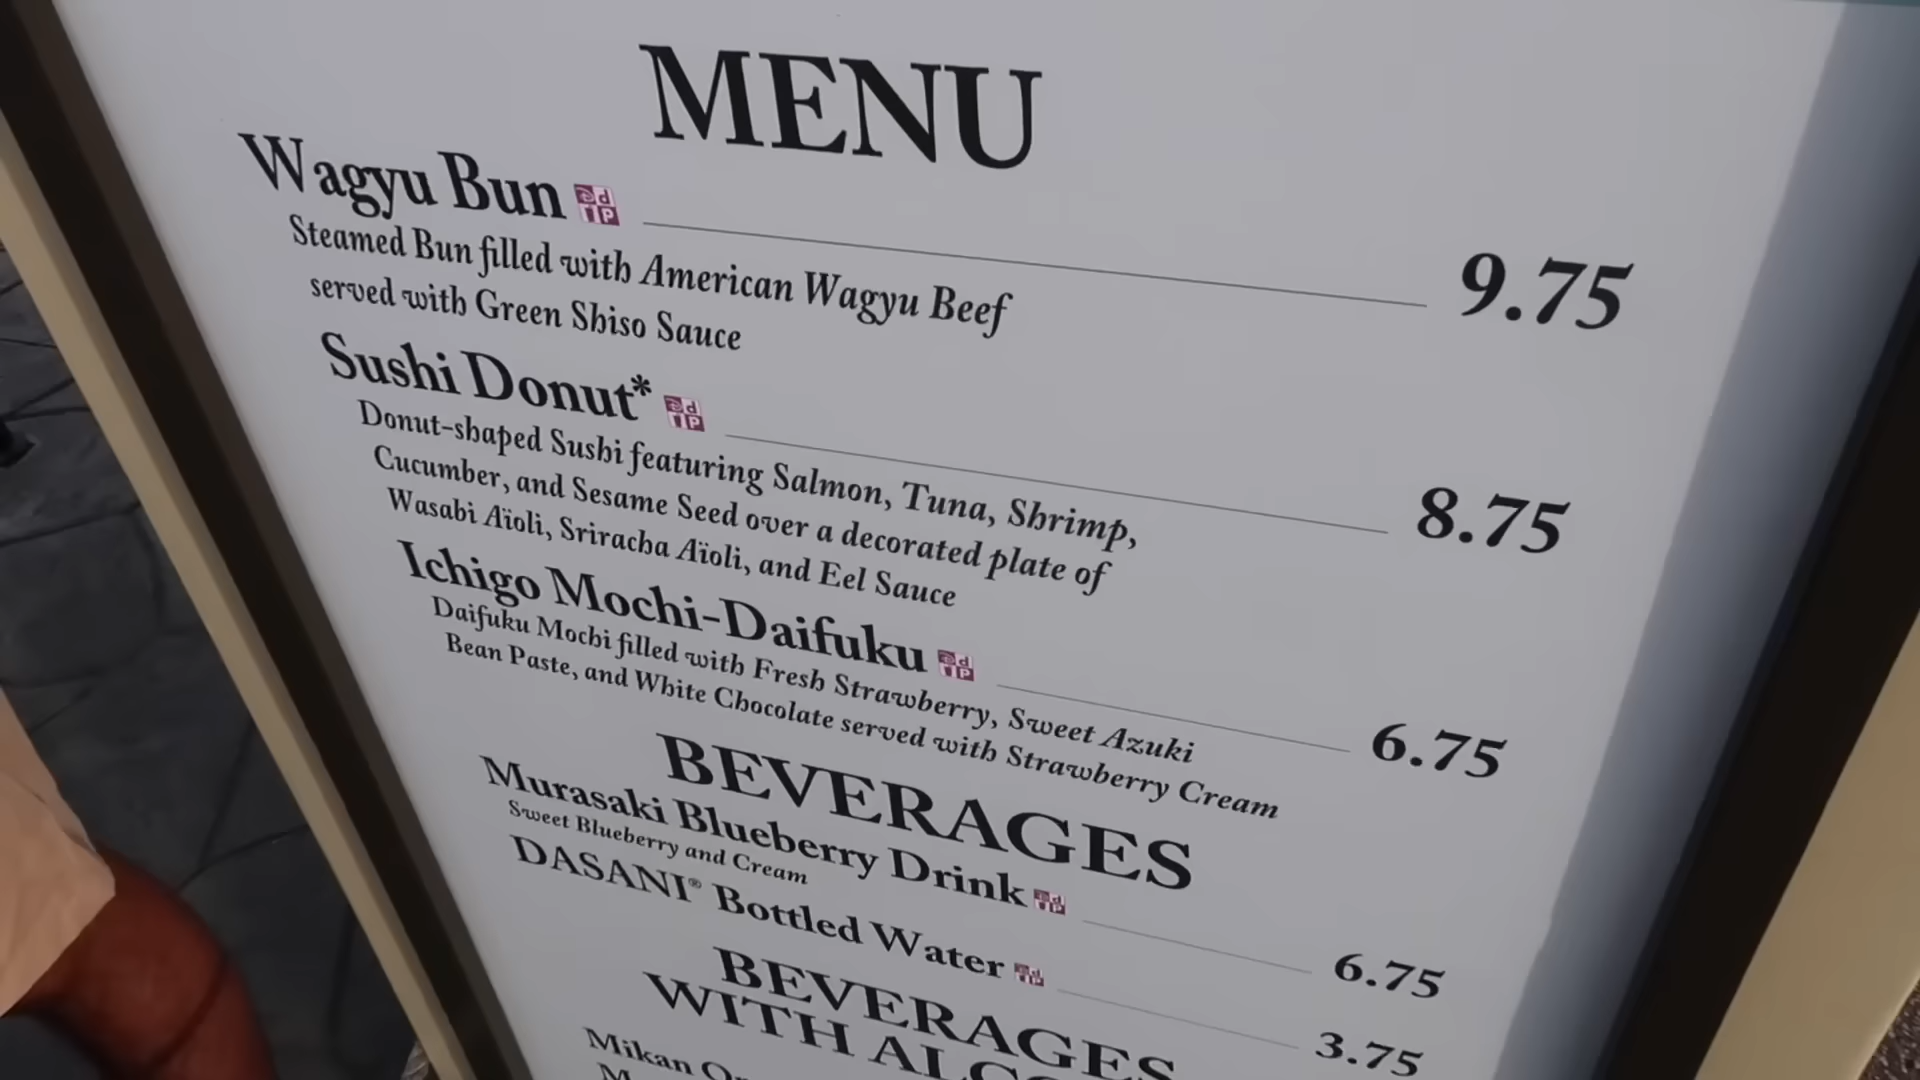 MENU
Wagyu Bun 9.75
Steamed Bun filled with American Wagyu Beef
served with Green Shiso Sauce
Sushi Donut* 8.75
Donut-shaped Sushi featuring Salmon, Tuna, Shrimp,
Cucumber, and Sesame Seed over a decorated plate of
Wasabi Aïoli, Sriracha Aïoli, and Eel Sauce
Ichigo Mochi-Daifuku 6.75
Daifuku Mochi filled with Fresh Strawberry, Sweet Azuki
Bean Paste, and White Chocolate served with Strawberry Cream
BEVERAGES
Murasaki Blueberry Drink 6.75
Sweet Blueberry and Cream
DASANI® Bottled Water 3.75
BEVERAGES
WITH
Mikan